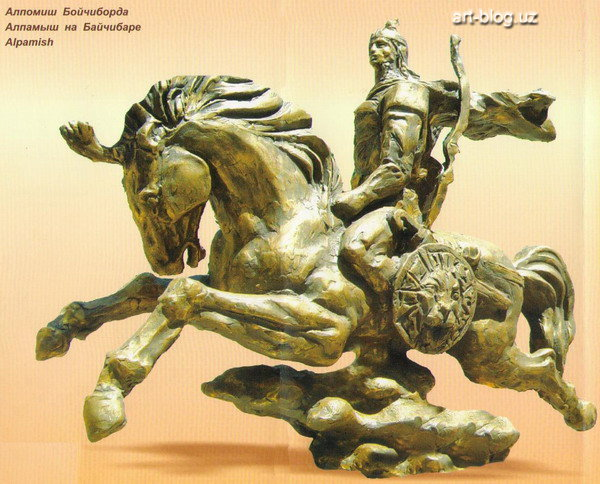 Алпомиш Бойчиборда
Алпамыш на Байчибаре
Alpamish
art-blog.uz